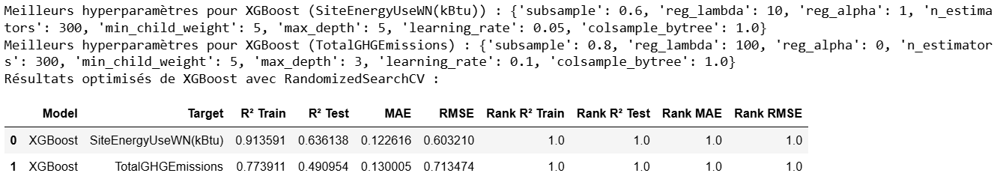 Meilleurs hyperparamètres pour XGBoost (SiteEnergyUseWN(kBtu)) : {'subsample': 0.6, 'reg_lambda': 10, 'reg_alpha': 1, 'n_estima
tors': 300, 'min_child_weight': 5, 'max_depth': 5, 'learning_rate': 0.05, 'colsample_bytree': 1.0}
Meilleurs hyperparamètres pour XGBoost (TotalGHGEmissions) : {'subsample': 0.8, 'reg_lambda': 100, 'reg_alpha': 0, 'n_estimator
s': 300, 'min_child_weight': 5, 'max_depth': 3, 'learning_rate': 0.1, 'colsample_bytree': 1.0}
Résultats optimisés de XGBoost avec RandomizedSearchCV :
Model Target R² Train R² Test MAE RMSE Rank R² Train Rank R² Test Rank MAE Rank RMSE
0 XGBoost SiteEnergyUseWN(kBtu) 0.913591 0.636138 0.122616 0.603210 1.0 1.0 1.0 1.0
1 XGBoost TotalGHGEmissions 0.773911 0.490954 0.130005 0.713474 1.0 1.0 1.0 1.0